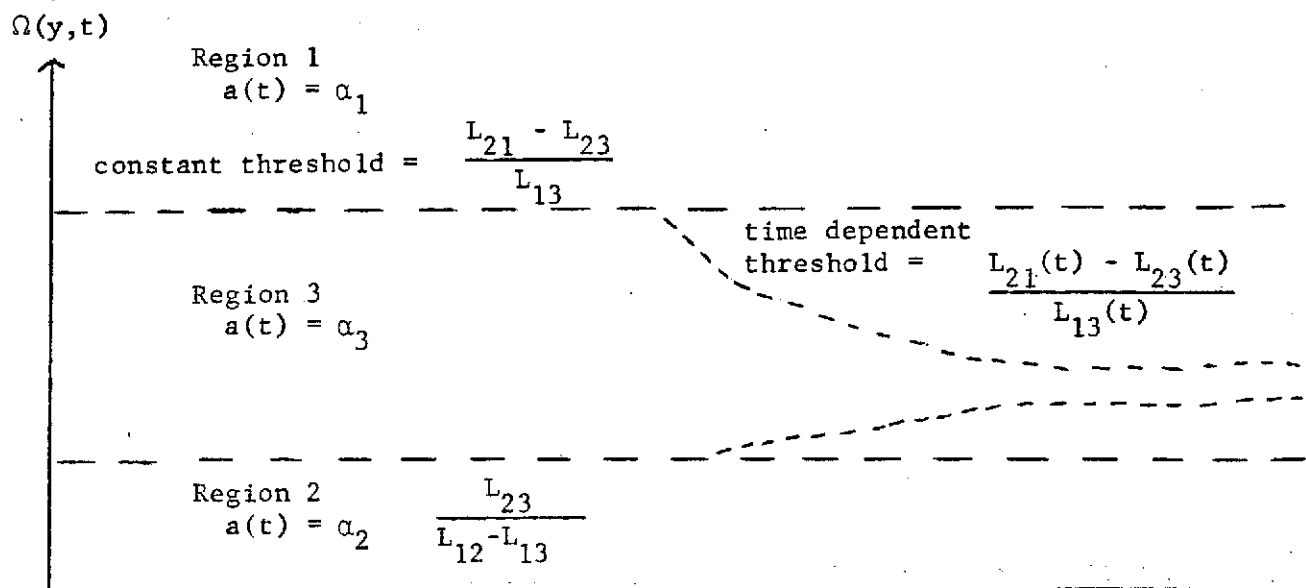 Ω(y,t)
Region 1
a(t) = α₁
constant threshold = (L₂₁ - L₂₃) / L₁₃
time dependent
threshold = (L₂₁(t) - L₂₃(t)) / L₁₃(t)
Region 3
a(t) = α₃
Region 2
a(t) = α₂
L₂₃ / (L₁₂-L₁₃)